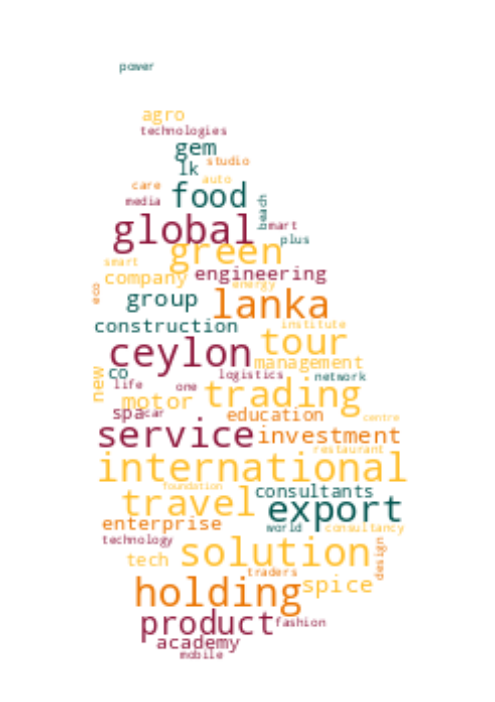 power
agro
technologies
gem
studio
lk
auto
care
food
media
beach
global
mart
plus
green
smart
engineering
company
energy
eco
group
lanka
construction
institute
tour
ceylon
management
co
logistics
network
new
life
one
trading
motor
spa
car
education
centre
service
investment
restaurant
international
foundation
consultants
travel
export
enterprise
world
consultancy
technology
solution
design
tech
traders
holding
spice
product
fashion
academy
mobile